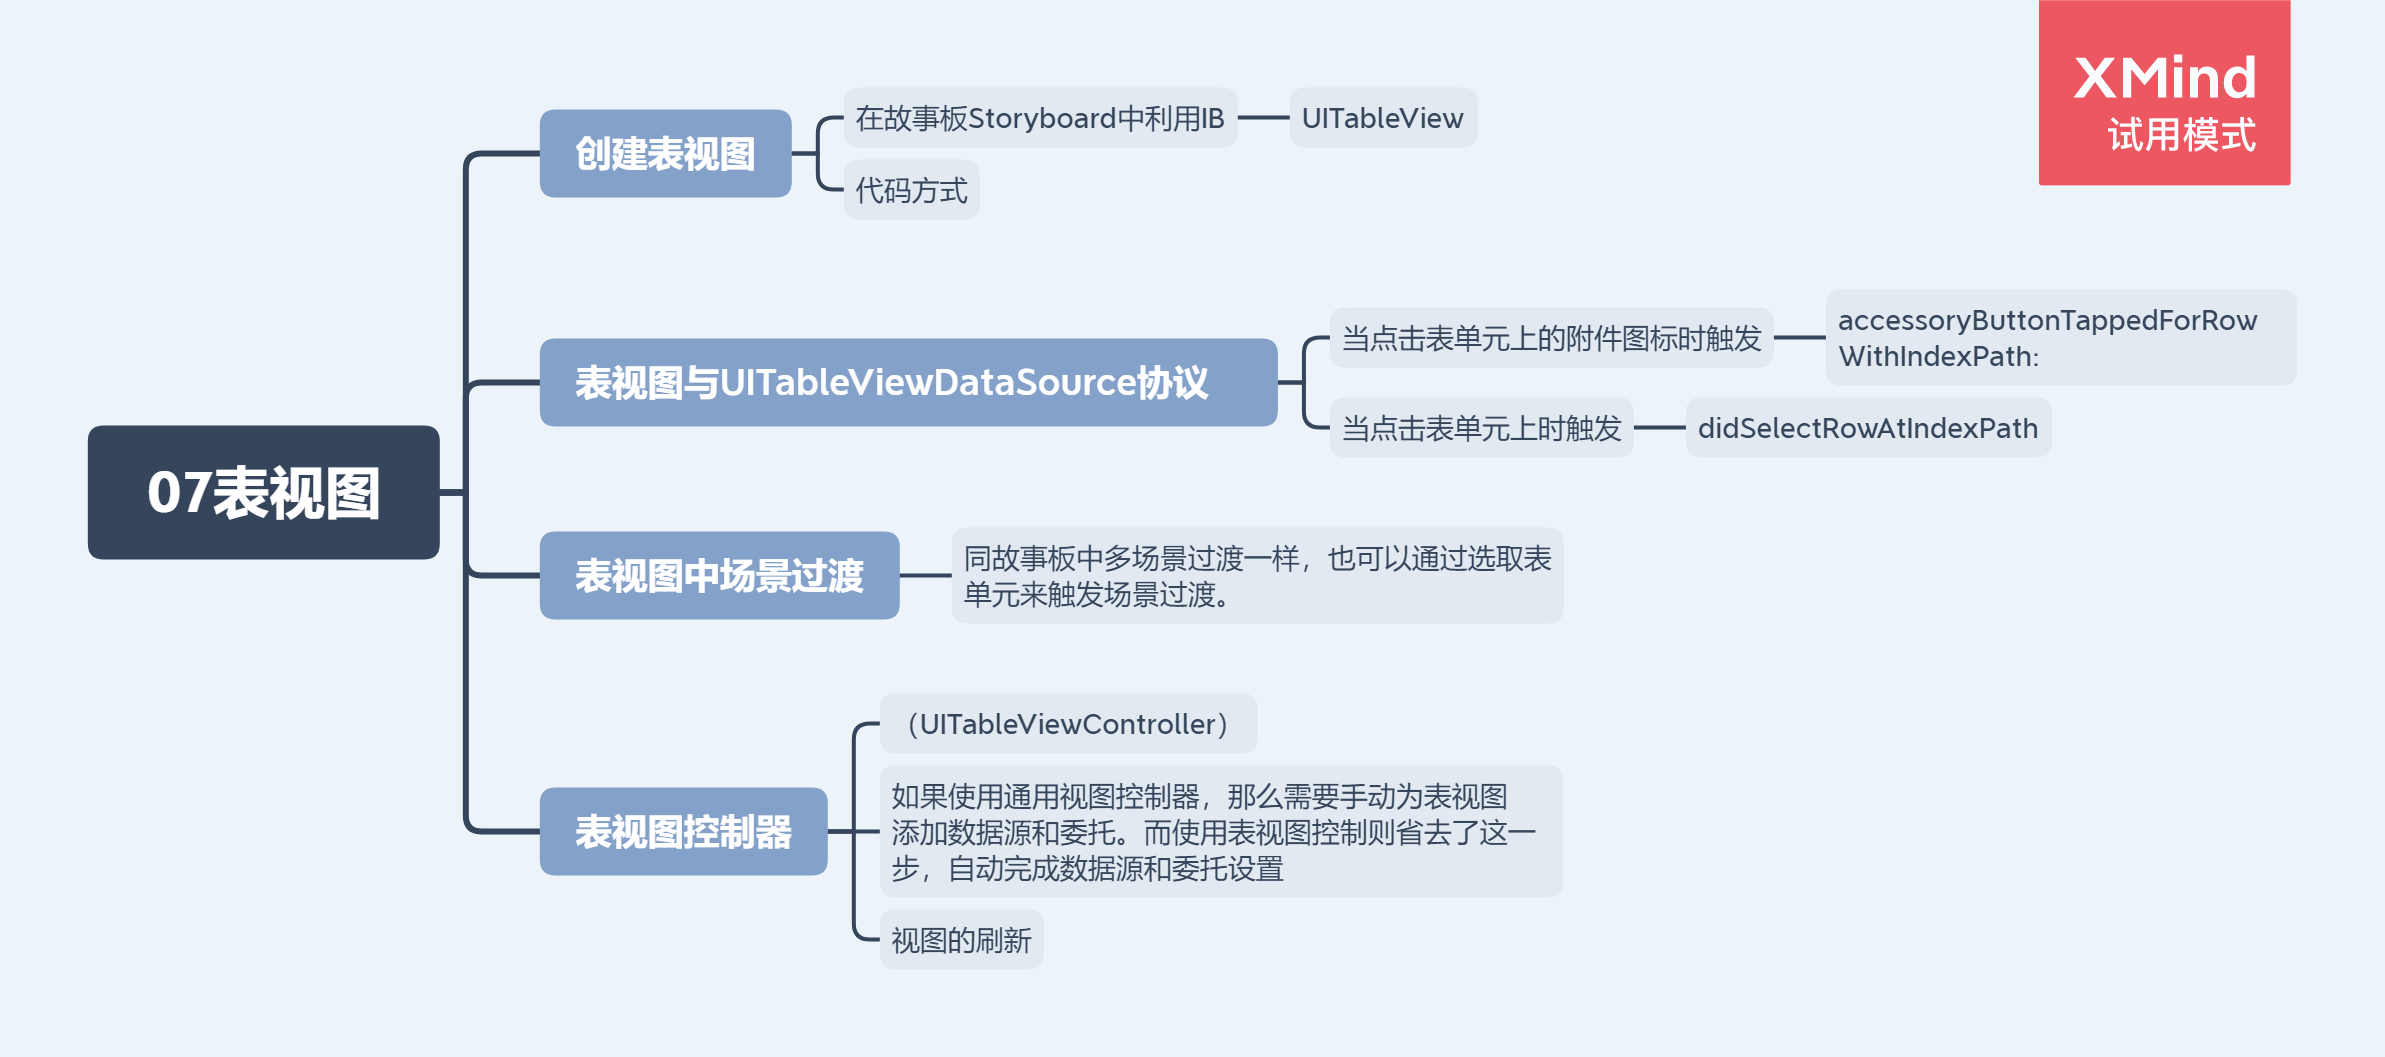 XMind
试用模式
07表视图
创建表视图
在故事板Storyboard中利用IB
UITableView
代码方式
表视图与UITableViewDataSource协议
当点击表单元上的附件图标时触发
accessoryButtonTappedForRow
WithIndexPath:
当点击表单元上时触发
didSelectRowAtIndexPath
表视图中场景过渡
同故事板中多场景过渡一样，也可以通过选取表
单元来触发场景过渡。
表视图控制器
（UITableViewController）
如果使用通用视图控制器，那么需要手动为表视图
添加数据源和委托。而使用表视图控制则省去了这一
步，自动完成数据源和委托设置
视图的刷新